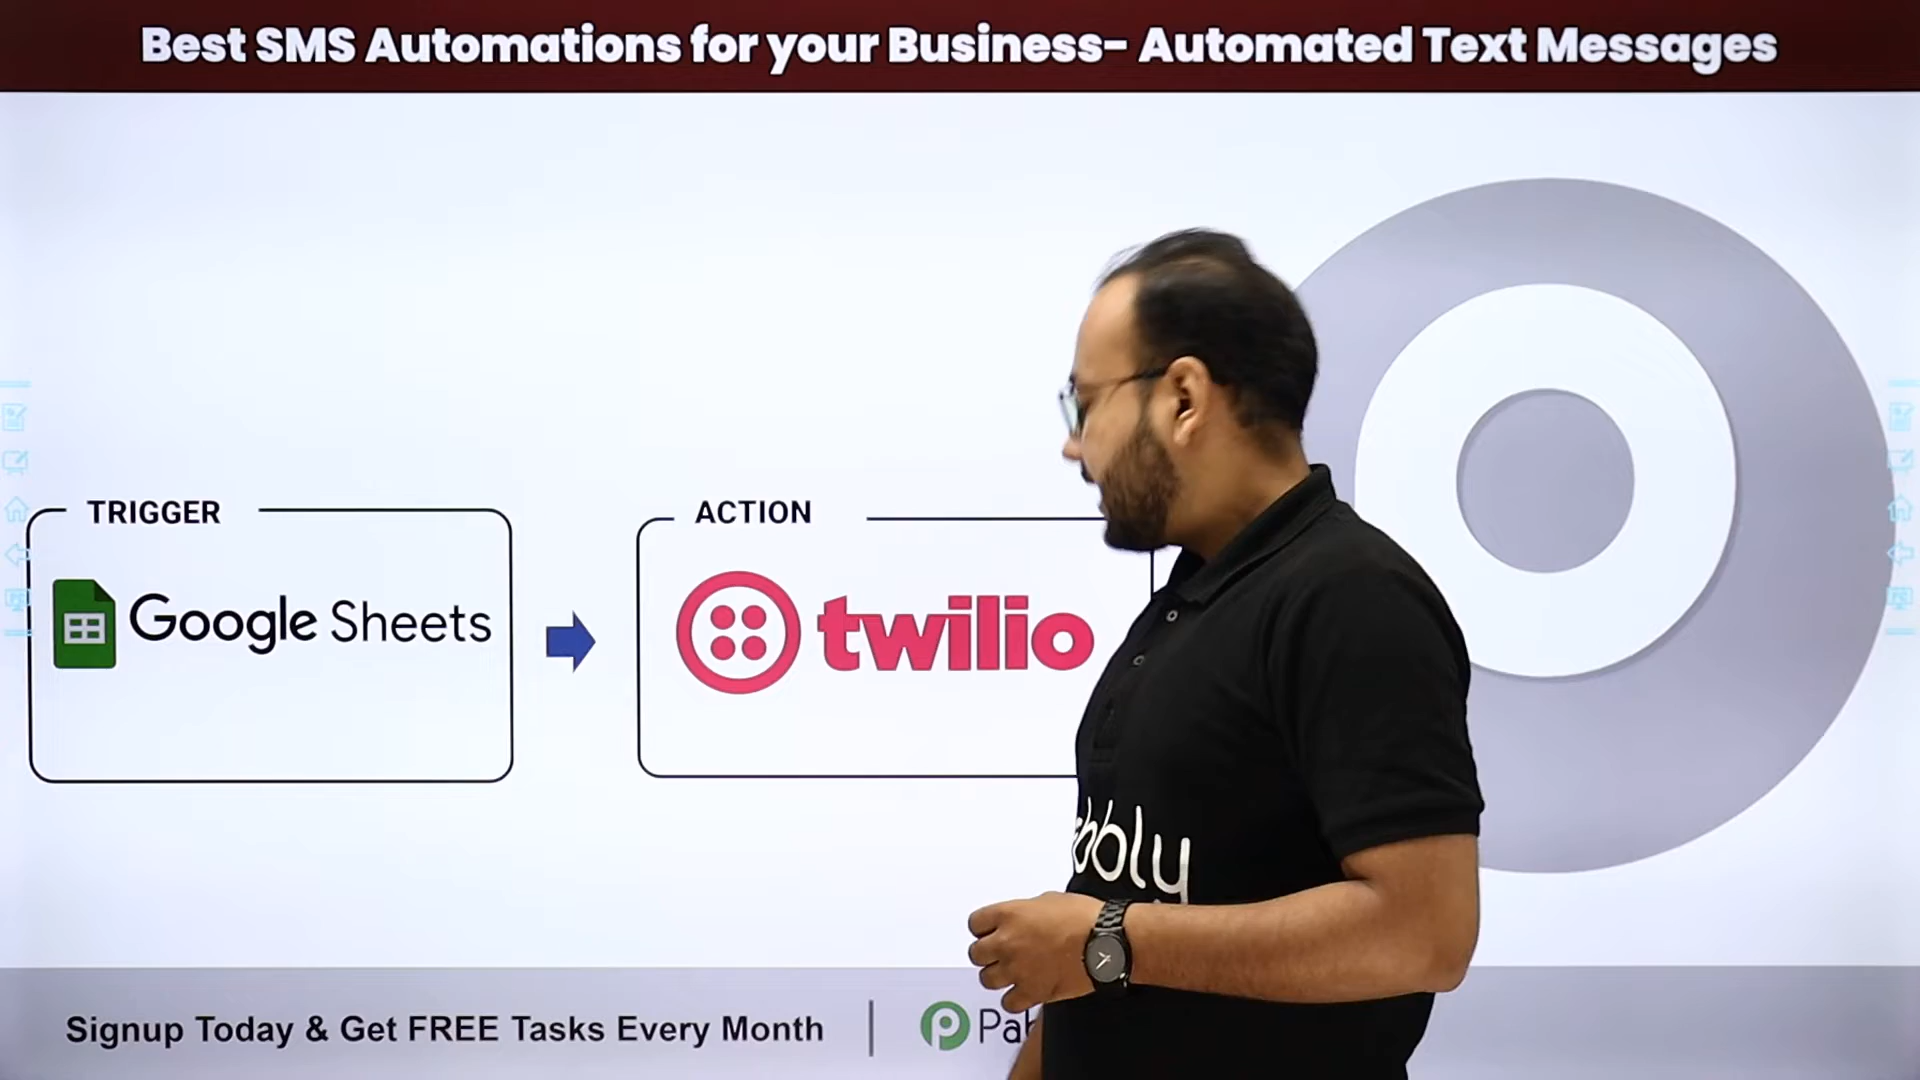 Best SMS Automations for your Business- Automated Text Messages
TRIGGER
Google Sheets
ACTION
twilio
Signup Today & Get FREE Tasks Every Month